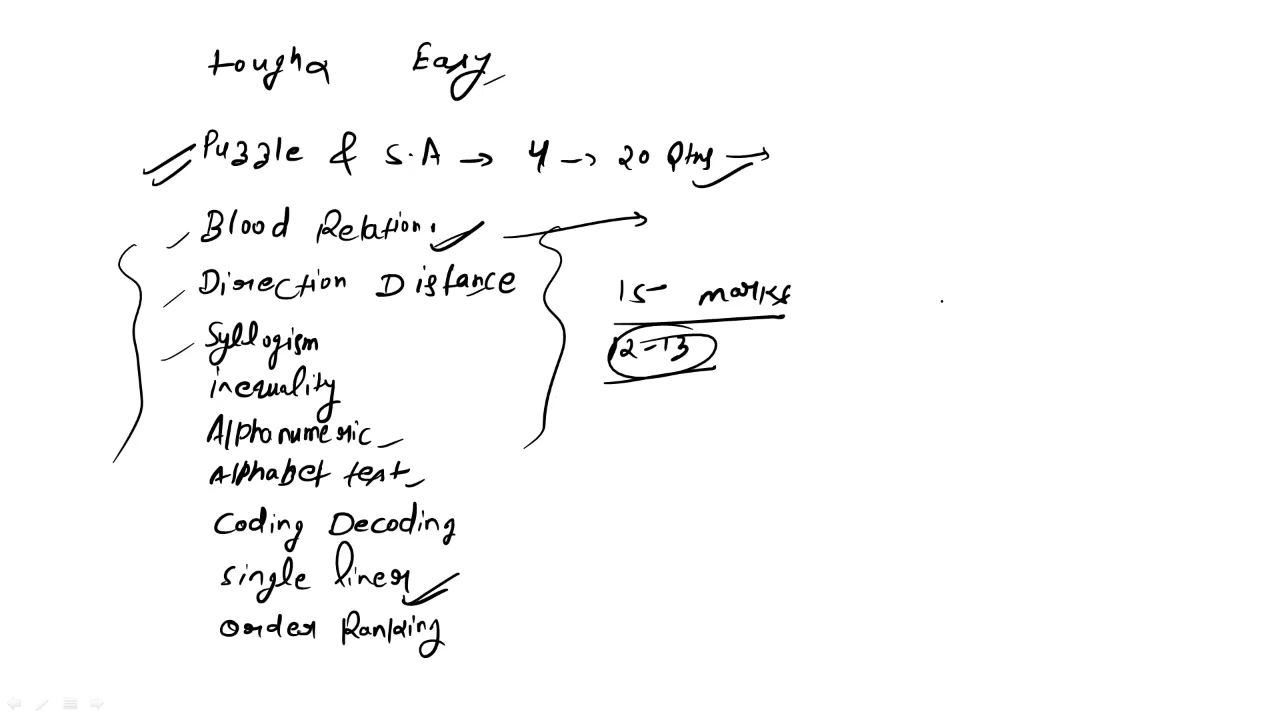 tougha Easy
Puzzle & S.A → 4 → 20 Qtns →
Blood Relation.
Direction Distance
15 marks
Syllogism
12-13
inequality
Alphanumeric
Alphabet test
Coding Decoding
single liner
order Ranking